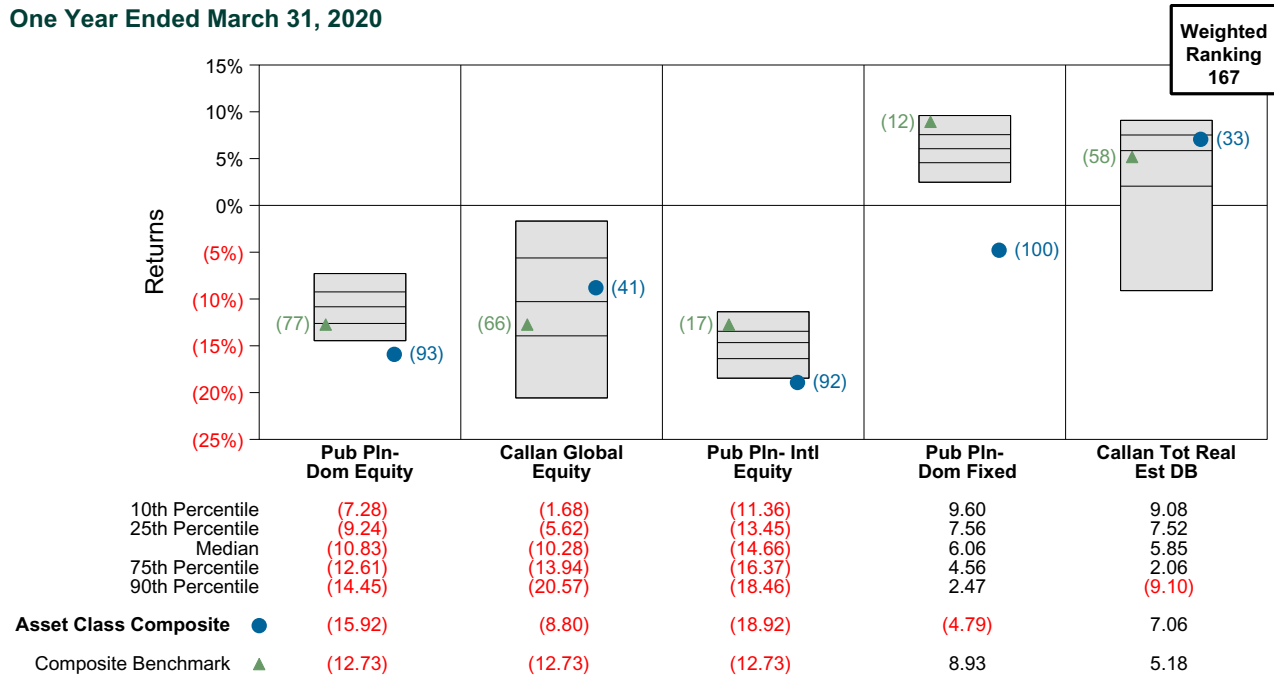 One Year Ended March 31, 2020
Weighted
Ranking
167
Returns
15%
10%
5%
0%
(5%)
(10%)
(15%)
(20%)
(25%)
(77)
(93)
(66)
(41)
(17)
(92)
(12)
(100)
(58)
(33)
Pub Pln- Callan Global Pub Pln- Intl Pub Pln- Callan Tot Real
Dom Equity Equity Equity Dom Fixed Est DB
10th Percentile (7.28) (1.68) (11.36) 9.60 9.08
25th Percentile (9.24) (5.62) (13.45) 7.56 7.52
Median (10.83) (10.28) (14.66) 6.06 5.85
75th Percentile (12.61) (13.94) (16.37) 4.56 2.06
90th Percentile (14.45) (20.57) (18.46) 2.47 (9.10)
Asset Class Composite (15.92) (8.80) (18.92) (4.79) 7.06
Composite Benchmark (12.73) (12.73) (12.73) 8.93 5.18